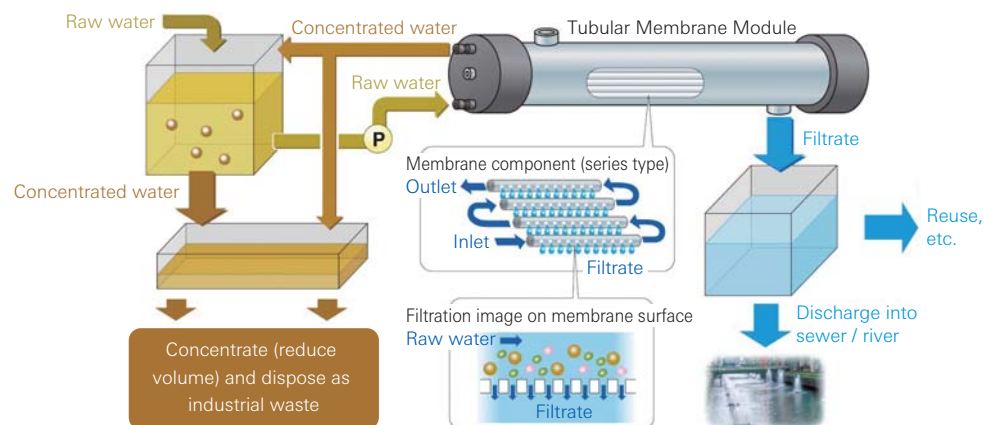 Raw water
Concentrated water
Tubular Membrane Module
Raw water
P
Filtrate
Membrane component (series type)
Outlet
Inlet
Filtrate
Concentrated water
Reuse,
etc.
Filtration image on membrane surface
Raw water
Filtrate
Discharge into
sewer / river
Concentrate (reduce
volume) and dispose as
industrial waste